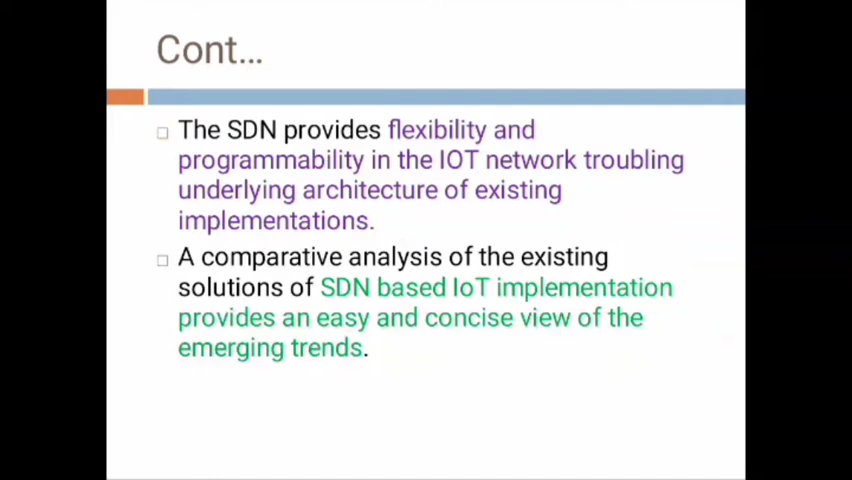 Cont...
The SDN provides flexibility and
programmability in the IOT network troubling
underlying architecture of existing
implementations.
A comparative analysis of the existing
solutions of SDN based IoT implementation
provides an easy and concise view of the
emerging trends.